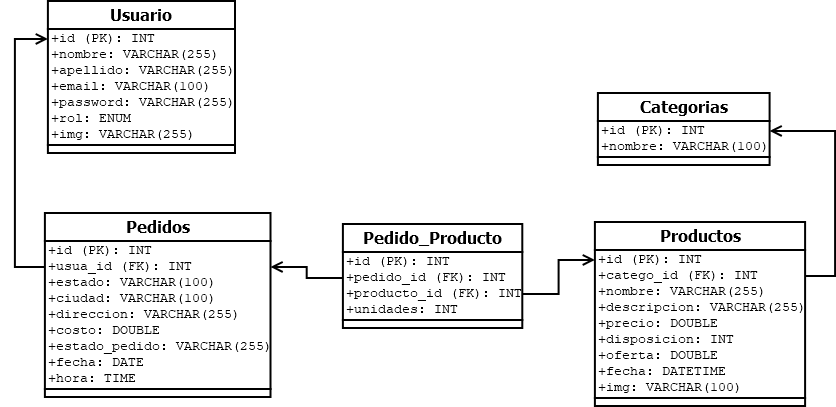 Usuario
+id (PK): INT
+nombre: VARCHAR(255)
+apellido: VARCHAR(255)
+email: VARCHAR(100)
+password: VARCHAR(255)
+rol: ENUM
+img: VARCHAR(255)
Categorias
+id (PK): INT
+nombre: VARCHAR(100)
Pedidos
+id (PK): INT
+usua_id (FK): INT
+estado: VARCHAR(100)
+ciudad: VARCHAR(100)
+direccion: VARCHAR(255)
+costo: DOUBLE
+estado_pedido: VARCHAR(255)
+fecha: DATE
+hora: TIME
Pedido_Producto
+id (PK): INT
+pedido_id (FK): INT
+producto_id (FK): INT
+unidades: INT
Productos
+id (PK): INT
+catego_id (FK): INT
+nombre: VARCHAR(255)
+descripcion: VARCHAR(255)
+precio: DOUBLE
+disposicion: INT
+oferta: DOUBLE
+fecha: DATETIME
+img: VARCHAR(100)